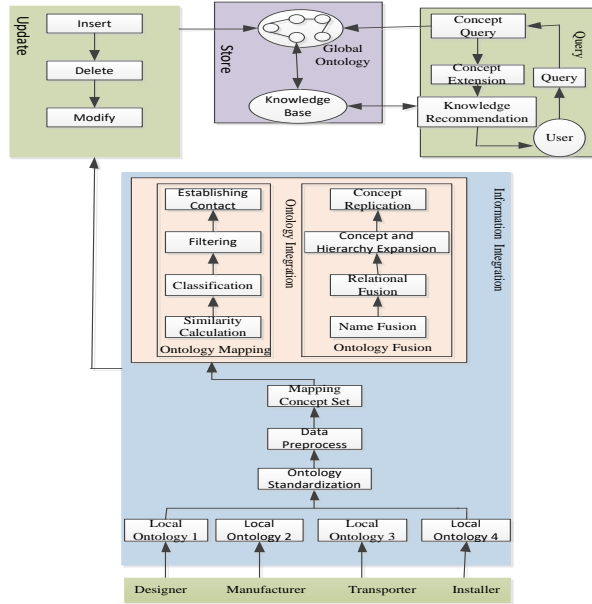 Update
Insert
Delete
Modify
Store
Global
Ontology
Knowledge
Base
Query
Concept
Query
Concept
Extension
Knowledge
Recommendation
Query
User
Information Integration
Ontology Integration
Establishing
Contact
Filtering
Classification
Similarity
Calculation
Ontology Mapping
Concept
Replication
Concept and
Hierarchy Expansion
Relational
Fusion
Name Fusion
Ontology Fusion
Mapping
Concept Set
Data
Preprocess
Ontology
Standardization
Local
Ontology 1
Local
Ontology 2
Local
Ontology 3
Local
Ontology 4
Designer
Manufacturer
Transporter
Installer